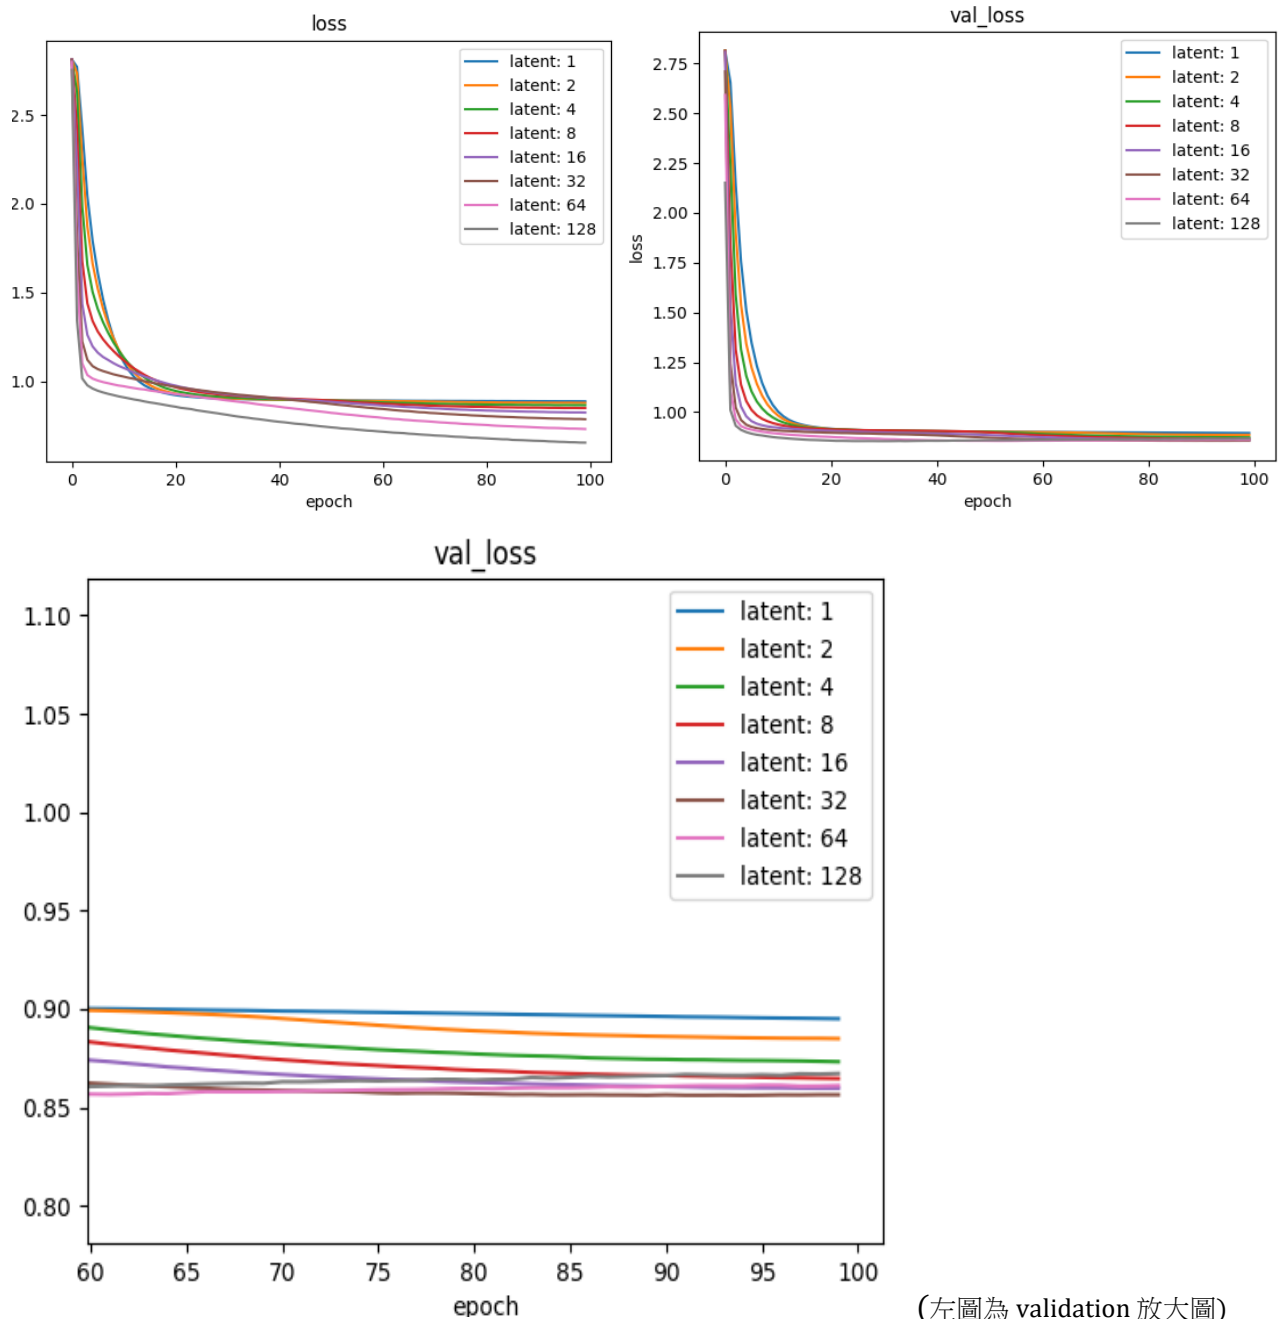 loss
2.5
2.0
1.5
1.0
0 20 40 60 80 100
epoch
latent: 1
latent: 2
latent: 4
latent: 8
latent: 16
latent: 32
latent: 64
latent: 128
val_loss
loss
2.75
2.50
2.25
2.00
1.75
1.50
1.25
1.00
0 20 40 60 80 100
epoch
latent: 1
latent: 2
latent: 4
latent: 8
latent: 16
latent: 32
latent: 64
latent: 128
val_loss
1.10
1.05
1.00
0.95
0.90
0.85
0.80
60 65 70 75 80 85 90 95 100
epoch
latent: 1
latent: 2
latent: 4
latent: 8
latent: 16
latent: 32
latent: 64
latent: 128
(左圖為 validation 放大圖)